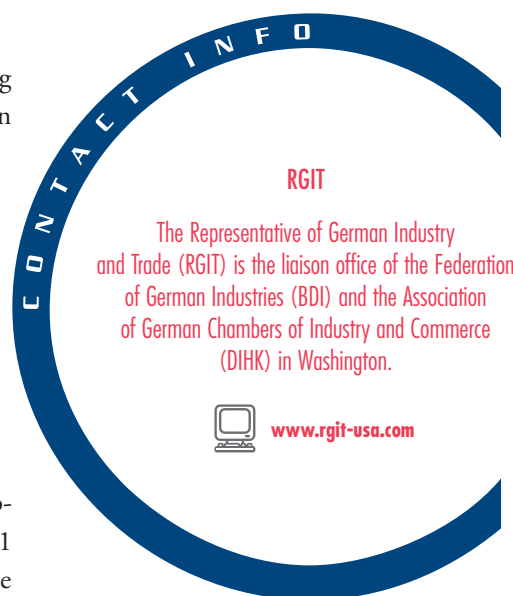 CONTACT INFO
RGIT
The Representative of German Industry
and Trade (RGIT) is the liaison office of the Federation
of German Industries (BDI) and the Association
of German Chambers of Industry and Commerce
(DIHK) in Washington.
www.rgit-usa.com